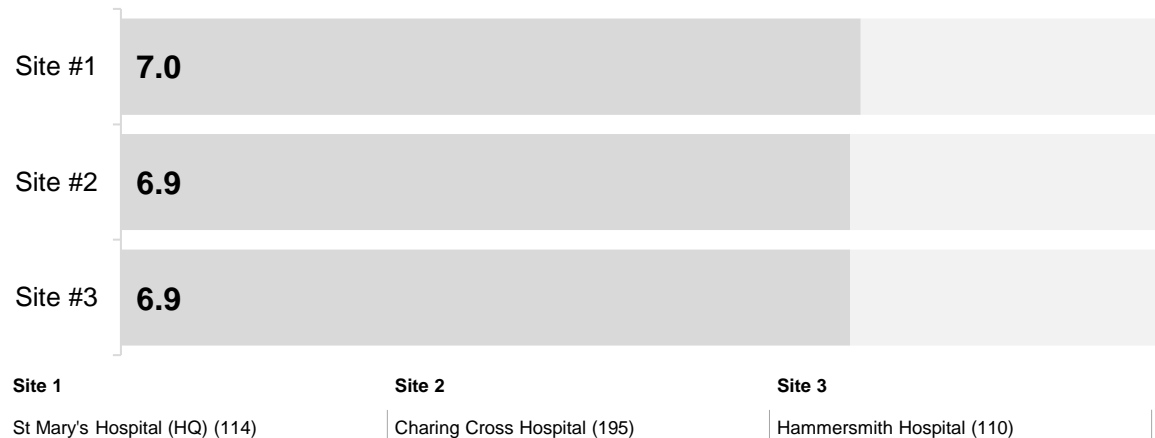 Site #1 7.0
Site #2 6.9
Site #3 6.9
Site 1 Site 2 Site 3
St Mary's Hospital (HQ) (114) Charing Cross Hospital (195) Hammersmith Hospital (110)